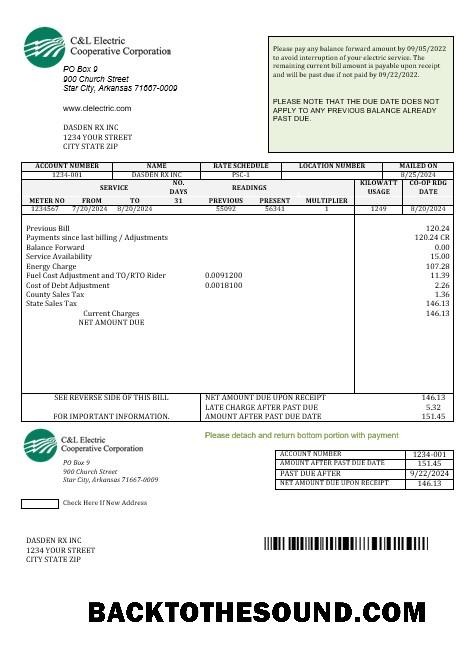 C&L Electric
Cooperative Corporation
PO Box 9
900 Church Street
Star City, Arkansas 71667-0009
www.clelectric.com
DASDEN RX INC
1234 YOUR STREET
CITY STATE ZIP
Please pay any balance forward amount by 09/05/2022
to avoid interruption of your electric service. The
remaining current bill amount is payable upon receipt
and will be past due if not paid by 09/22/2022.
PLEASE NOTE THAT THE DUE DATE DOES NOT
APPLY TO ANY PREVIOUS BALANCE ALREADY
PAST DUE.
ACCOUNT NUMBER NAME RATE SCHEDULE LOCATION NUMBER MAILED ON
1234-001 DASDEN RX INC PSC-1 8/25/2024
SERVICE NO. DAYS READINGS KILOWATT USAGE CO-OP RDG DATE
METER NO FROM TO 31 PREVIOUS PRESENT MULTIPLIER
1234567 7/20/2024 8/20/2024 55092 56341 1 1249 8/20/2024
Previous Bill 120.24
Payments since last billing / Adjustments 120.24 CR
Balance Forward 0.00
Service Availability 15.00
Energy Charge 107.28
Fuel Cost Adjustment and TO/RTO Rider 0.0091200 11.39
Cost of Debt Adjustment 0.0018100 2.26
County Sales Tax 1.36
State Sales Tax 146.13
Current Charges 146.13
NET AMOUNT DUE
SEE REVERSE SIDE OF THIS BILL NET AMOUNT DUE UPON RECEIPT 146.13
LATE CHARGE AFTER PAST DUE 5.32
FOR IMPORTANT INFORMATION. AMOUNT AFTER PAST DUE DATE 151.45
C&L Electric
Cooperative Corporation
PO Box 9
900 Church Street
Star City, Arkansas 71667-0009
Please detach and return bottom portion with payment
ACCOUNT NUMBER 1234-001
AMOUNT AFTER PAST DUE DATE 151.45
PAST DUE AFTER 9/22/2024
NET AMOUNT DUE UPON RECEIPT 146.13
Check Here If New Address
DASDEN RX INC
1234 YOUR STREET
CITY STATE ZIP
BACKTOTHESOUND.COM